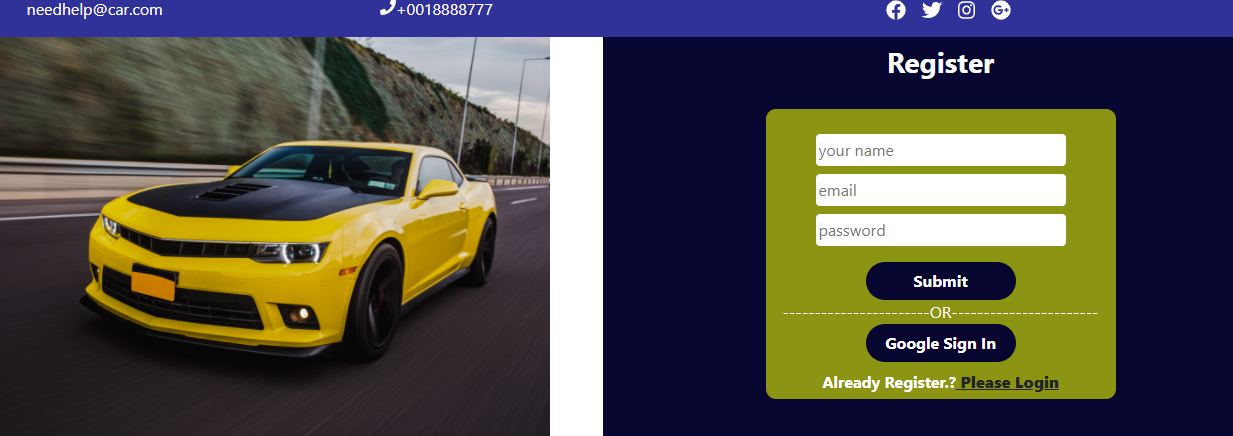 needhelp@car.com
+0018888777
Register
your name
email
password
Submit
-----------------------OR-----------------------
Google Sign In
Already Register.? Please Login